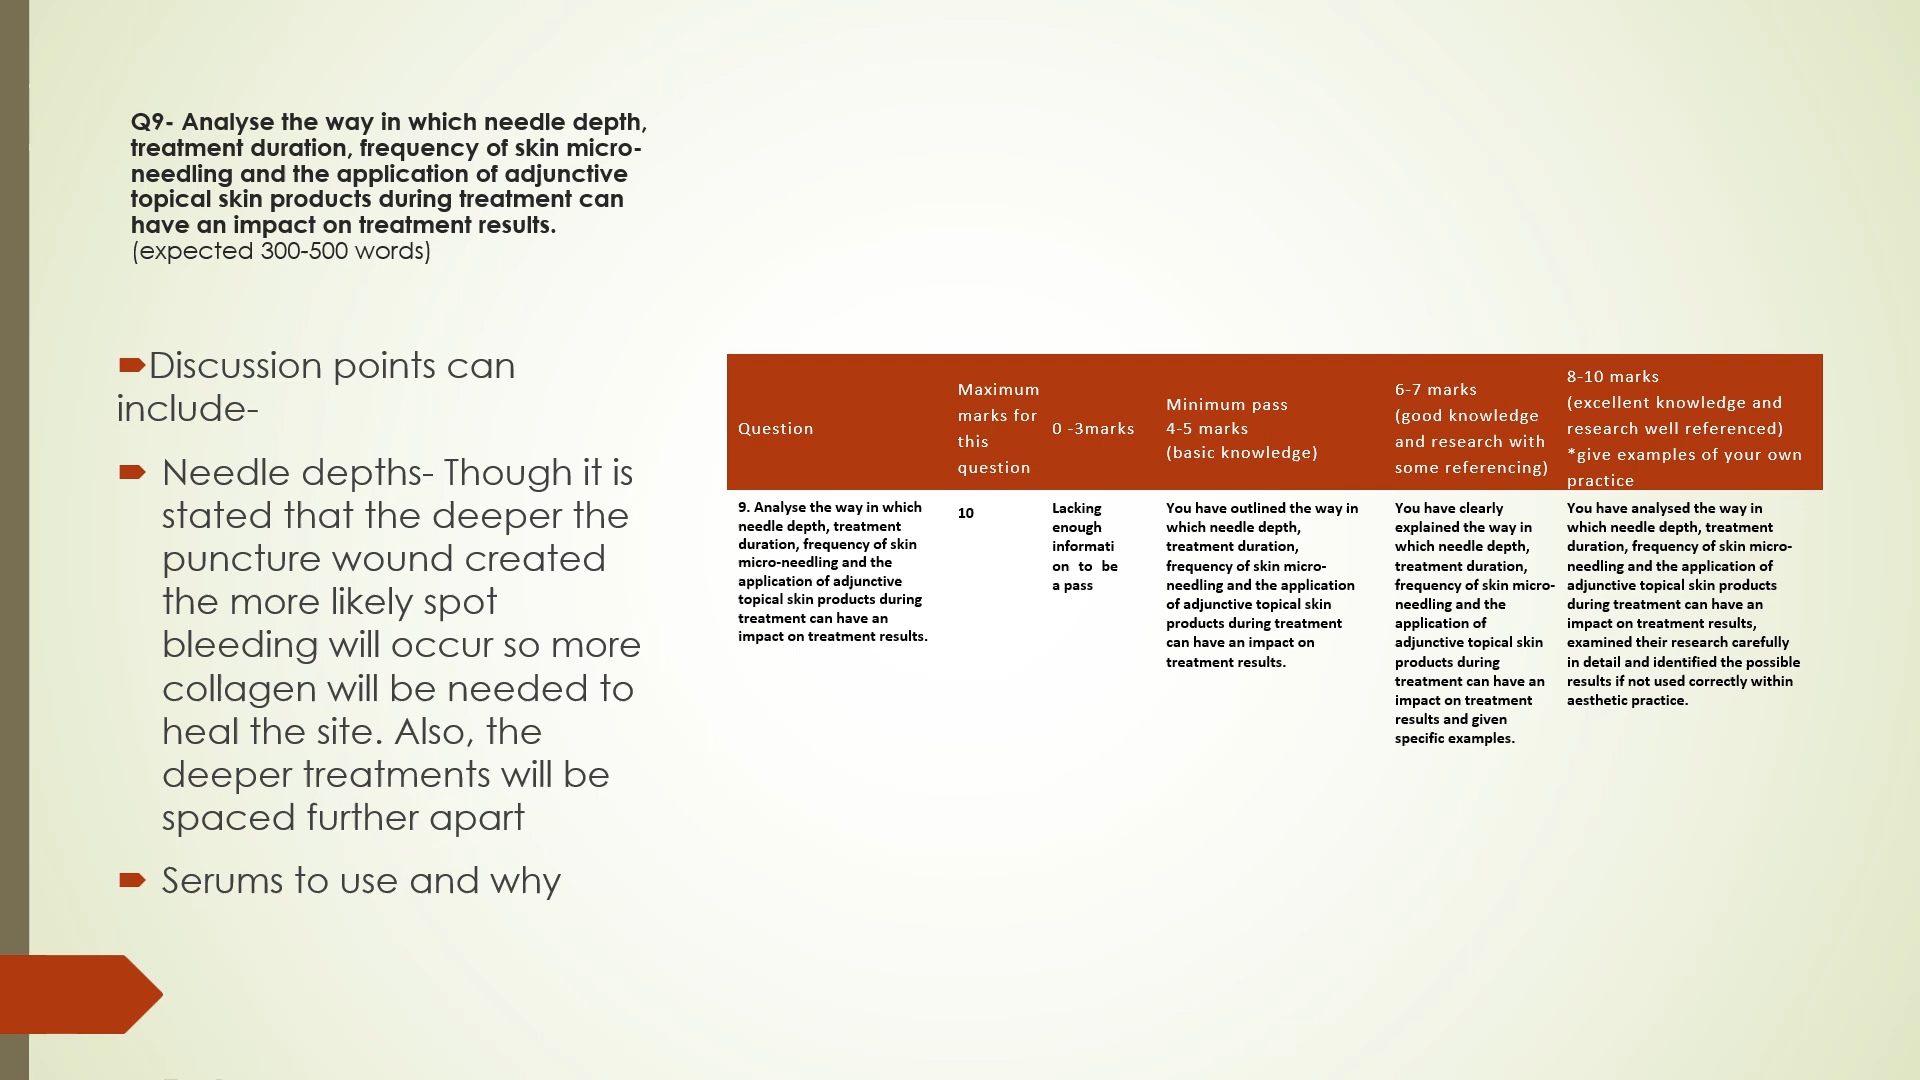 Q9- Analyse the way in which needle depth,
treatment duration, frequency of skin micro-
needling and the application of adjunctive
topical skin products during treatment can
have an impact on treatment results.
(expected 300-500 words)
Discussion points can
include-
Needle depths- Though it is
stated that the deeper the
puncture wound created
the more likely spot
bleeding will occur so more
collagen will be needed to
heal the site. Also, the
deeper treatments will be
spaced further apart
Serums to use and why
Question
Maximum
marks for
this
question
0 -3marks
Minimum pass
4-5 marks
(basic knowledge)
6-7 marks
(good knowledge
and research with
some referencing)
8-10 marks
(excellent knowledge and
research well referenced)
*give examples of your own
practice
9. Analyse the way in which
needle depth, treatment
duration, frequency of skin
micro-needling and the
application of adjunctive
topical skin products during
treatment can have an
impact on treatment results.
10
Lacking
enough
informati
on to be
a pass
You have outlined the way in
which needle depth,
treatment duration,
frequency of skin micro-
needling and the application
of adjunctive topical skin
products during treatment
can have an impact on
treatment results.
You have clearly
explained the way in
which needle depth,
treatment duration,
frequency of skin micro-
needling and the
application of
adjunctive topical skin
products during
treatment can have an
impact on treatment
results and given
specific examples.
You have analysed the way in
which needle depth, treatment
duration, frequency of skin micro-
needling and the application of
adjunctive topical skin products
during treatment can have an
impact on treatment results,
examined their research carefully
in detail and identified the possible
results if not used correctly within
aesthetic practice.